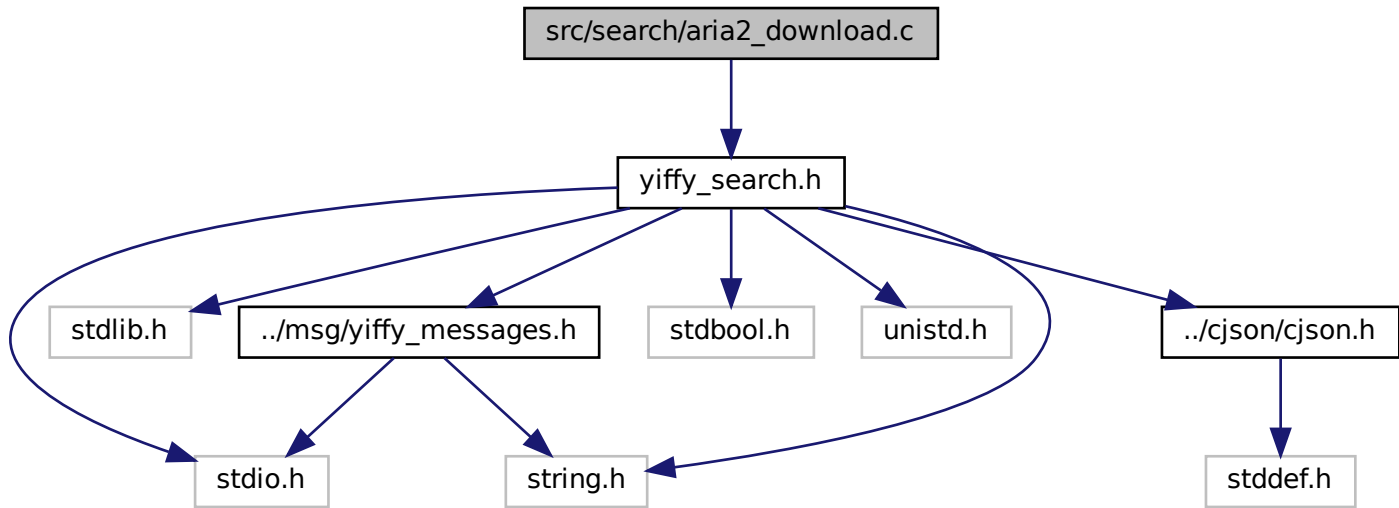 src/search/aria2_download.c
yiffy_search.h
stdlib.h
../msg/yiffy_messages.h
stdbool.h
unistd.h
../cjson/cjson.h
stdio.h
string.h
stddef.h